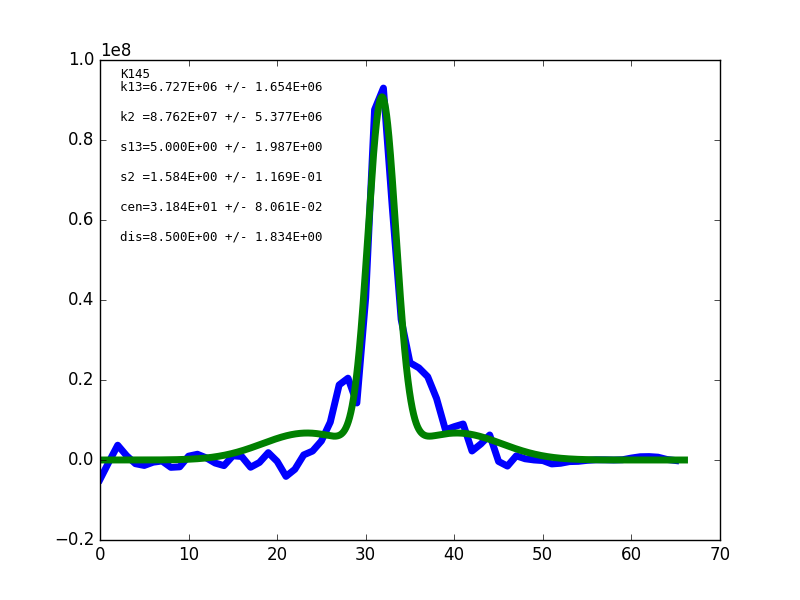 1e8
K145
k13=6.727E+06 +/- 1.654E+06
k2 =8.762E+07 +/- 5.377E+06
s13=5.000E+00 +/- 1.987E+00
s2 =1.584E+00 +/- 1.169E-01
cen=3.184E+01 +/- 8.061E-02
dis=8.500E+00 +/- 1.834E+00
1.0
0.8
0.6
0.4
0.2
0.0
−0.2
0 10 20 30 40 50 60 70